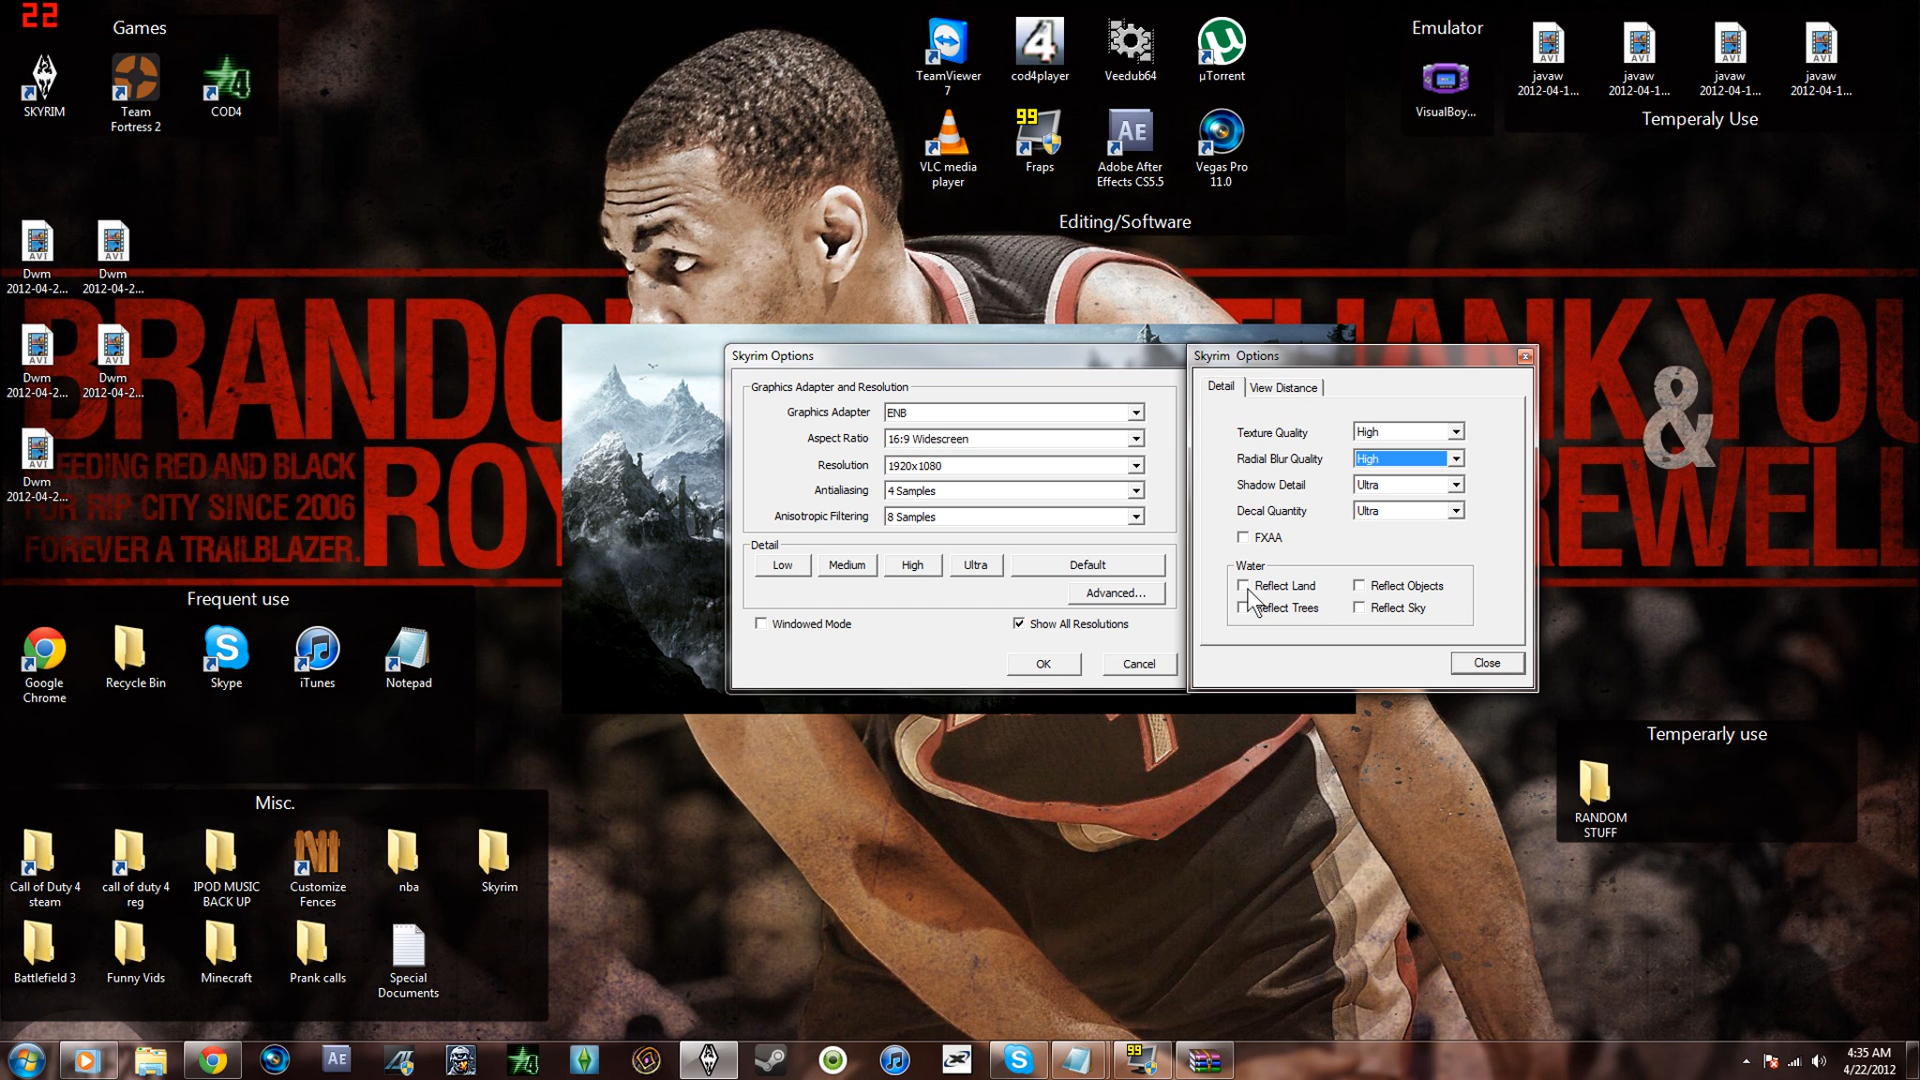 22
Games
SKYRIM
Team
Fortress 2
COD4
TeamViewer
7
cod4player
Veedub64
µTorrent
99
VLC media
player
Fraps
Adobe After
Effects CS5.5
Vegas Pro
11.0
Editing/Software
Emulator
VisualBoy...
javaw
2012-04-1...
javaw
2012-04-1...
javaw
2012-04-1...
javaw
2012-04-1...
Temperaly Use
Dwm
2012-04-2...
Dwm
2012-04-2...
Dwm
2012-04-2...
Dwm
2012-04-2...
Dwm
2012-04-2...
BRANDO
EEDING RED AND BLACK
FOR RIP CITY SINCE 2006
FOREVER A TRAILBLAZER.
ROY
HANK YOU
&
REWELL
Skyrim Options
Graphics Adapter and Resolution
Graphics Adapter
ENB
Aspect Ratio
16:9 Widescreen
Resolution
1920x1080
Antialiasing
4 Samples
Anisotropic Filtering
8 Samples
Detail
Low
Medium
High
Ultra
Default
Advanced...
Windowed Mode
Show All Resolutions
OK
Cancel
Skyrim Options
Detail
View Distance
Texture Quality
High
Radial Blur Quality
High
Shadow Detail
Ultra
Decal Quantity
Ultra
FXAA
Water
Reflect Land
Reflect Objects
Reflect Trees
Reflect Sky
Close
Frequent use
Google
Chrome
Recycle Bin
Skype
iTunes
Notepad
Temperarly use
RANDOM
STUFF
Misc.
Call of Duty 4
steam
call of duty 4
reg
IPOD MUSIC
BACK UP
Customize
Fences
nba
Skyrim
Battlefield 3
Funny Vids
Minecraft
Prank calls
Special
Documents
AE
99
4:35 AM
4/22/2012